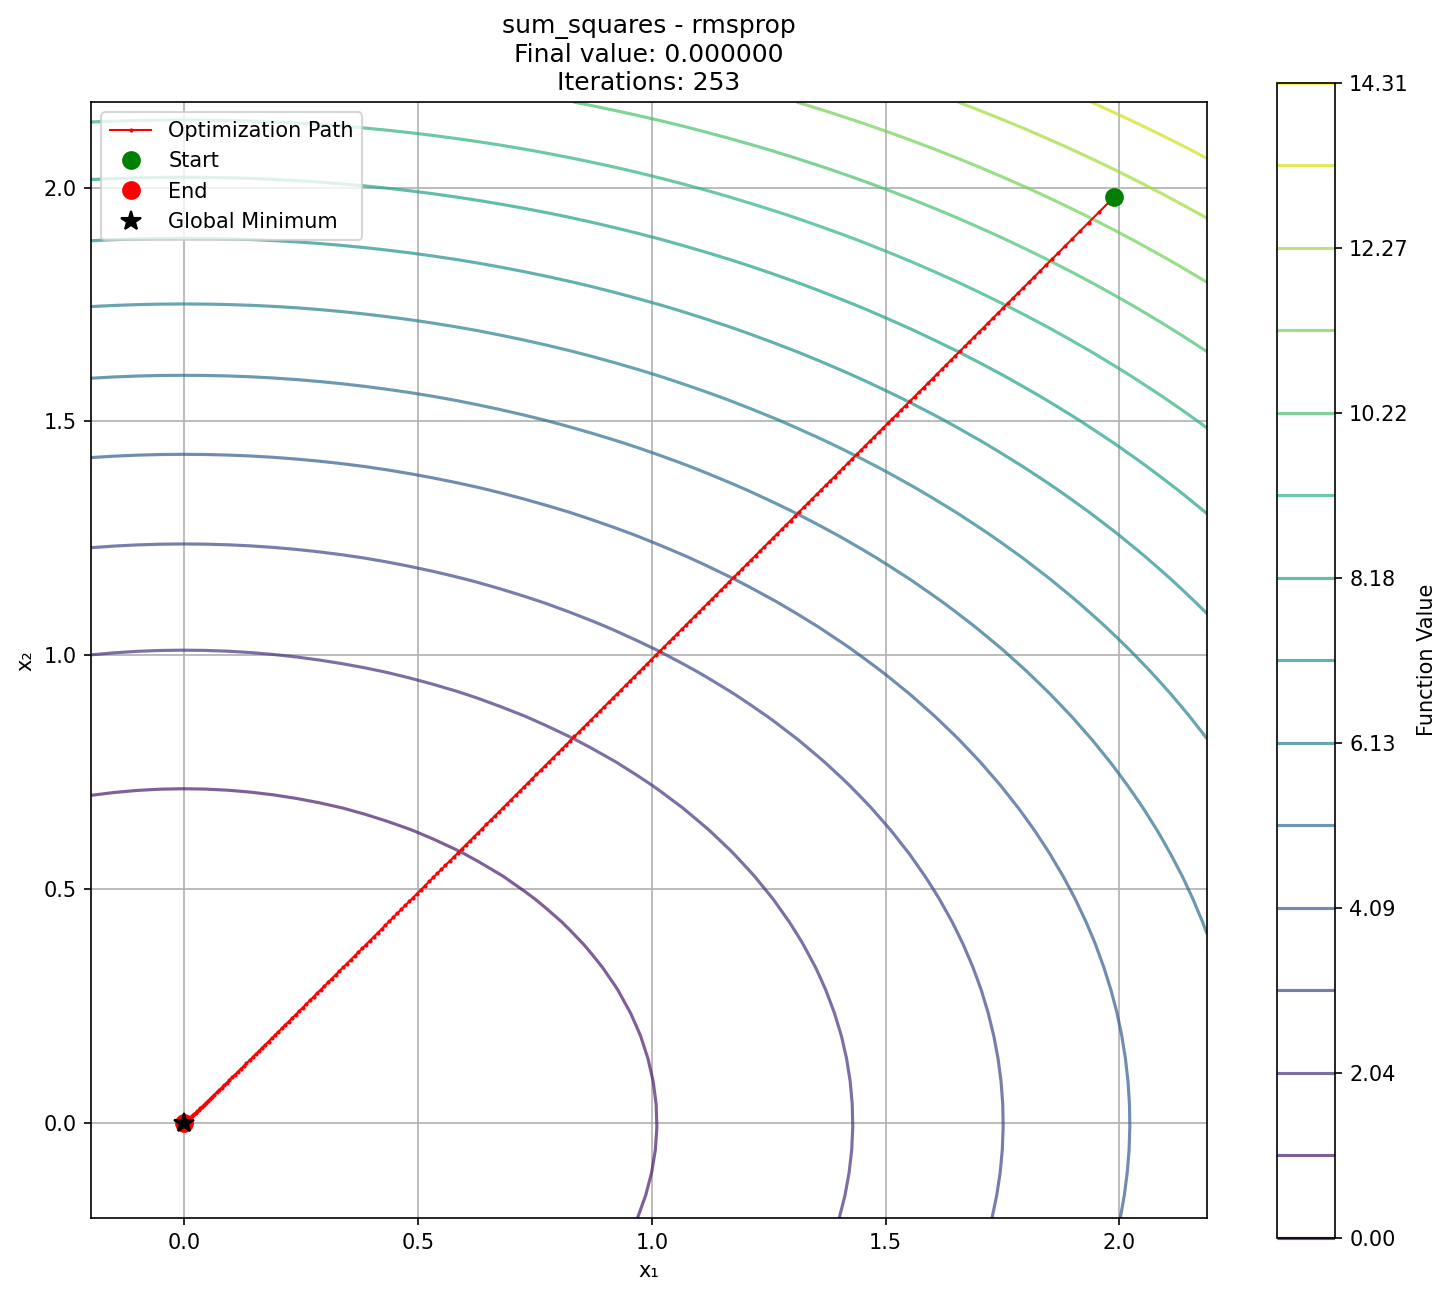 sum_squares - rmsprop
Final value: 0.000000
Iterations: 253
Optimization Path
Start
End
Global Minimum
2.0
1.5
1.0
0.5
0.0
x₂
0.0
0.5
1.0
1.5
2.0
x₁
14.31
12.27
10.22
8.18
6.13
4.09
2.04
0.00
Function Value